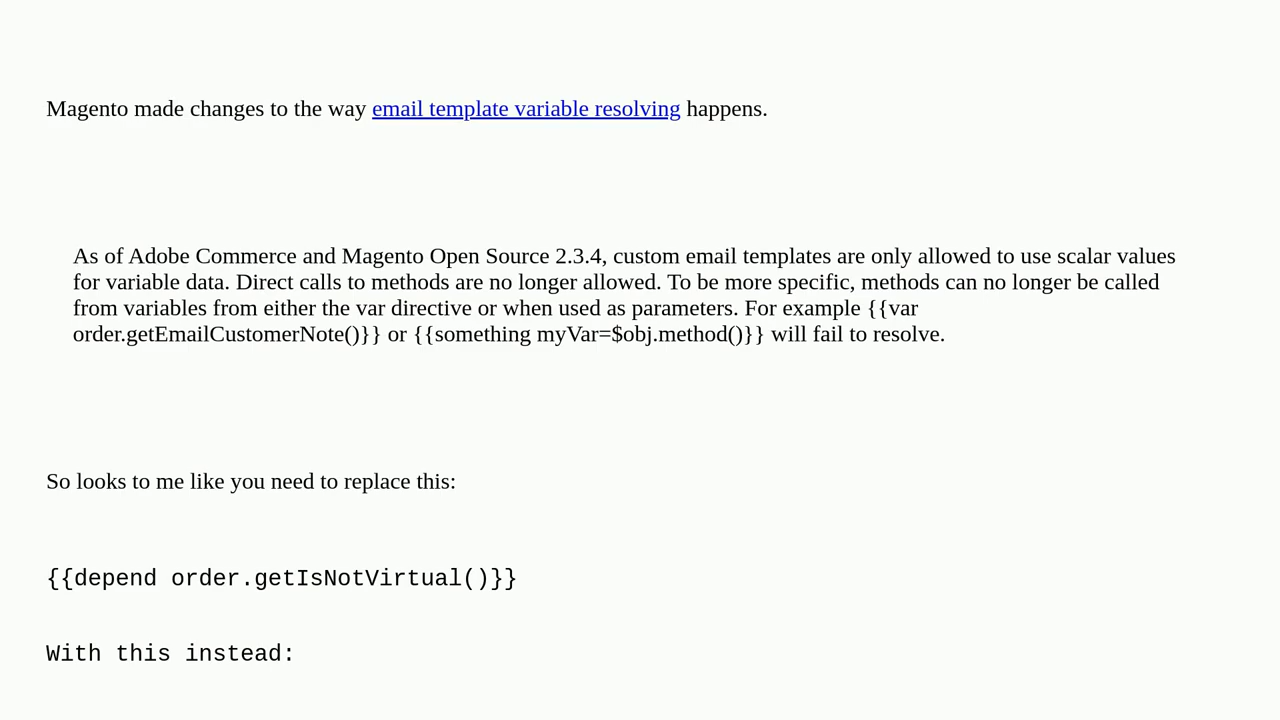 Magento made changes to the way email template variable resolving happens.
As of Adobe Commerce and Magento Open Source 2.3.4, custom email templates are only allowed to use scalar values
for variable data. Direct calls to methods are no longer allowed. To be more specific, methods can no longer be called
from variables from either the var directive or when used as parameters. For example {{var
order.getEmailCustomerNote()}} or {{something myVar=$obj.method()}} will fail to resolve.
So looks to me like you need to replace this:
{{depend order.getIsNotVirtual()}}
With this instead: